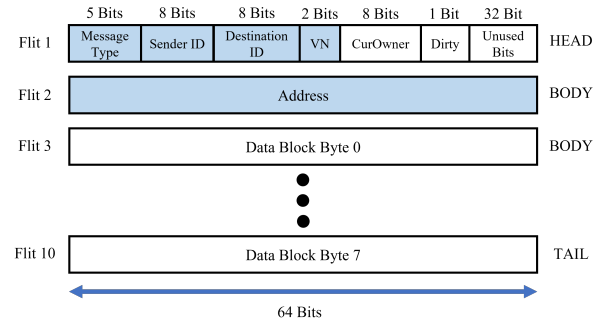 5 Bits 8 Bits 8 Bits 2 Bits 8 Bits 1 Bit 32 Bit
Flit 1 Message Type Sender ID Destination ID VN CurOwner Dirty Unused Bits HEAD
Flit 2 Address BODY
Flit 3 Data Block Byte 0 BODY
Flit 10 Data Block Byte 7 TAIL
64 Bits